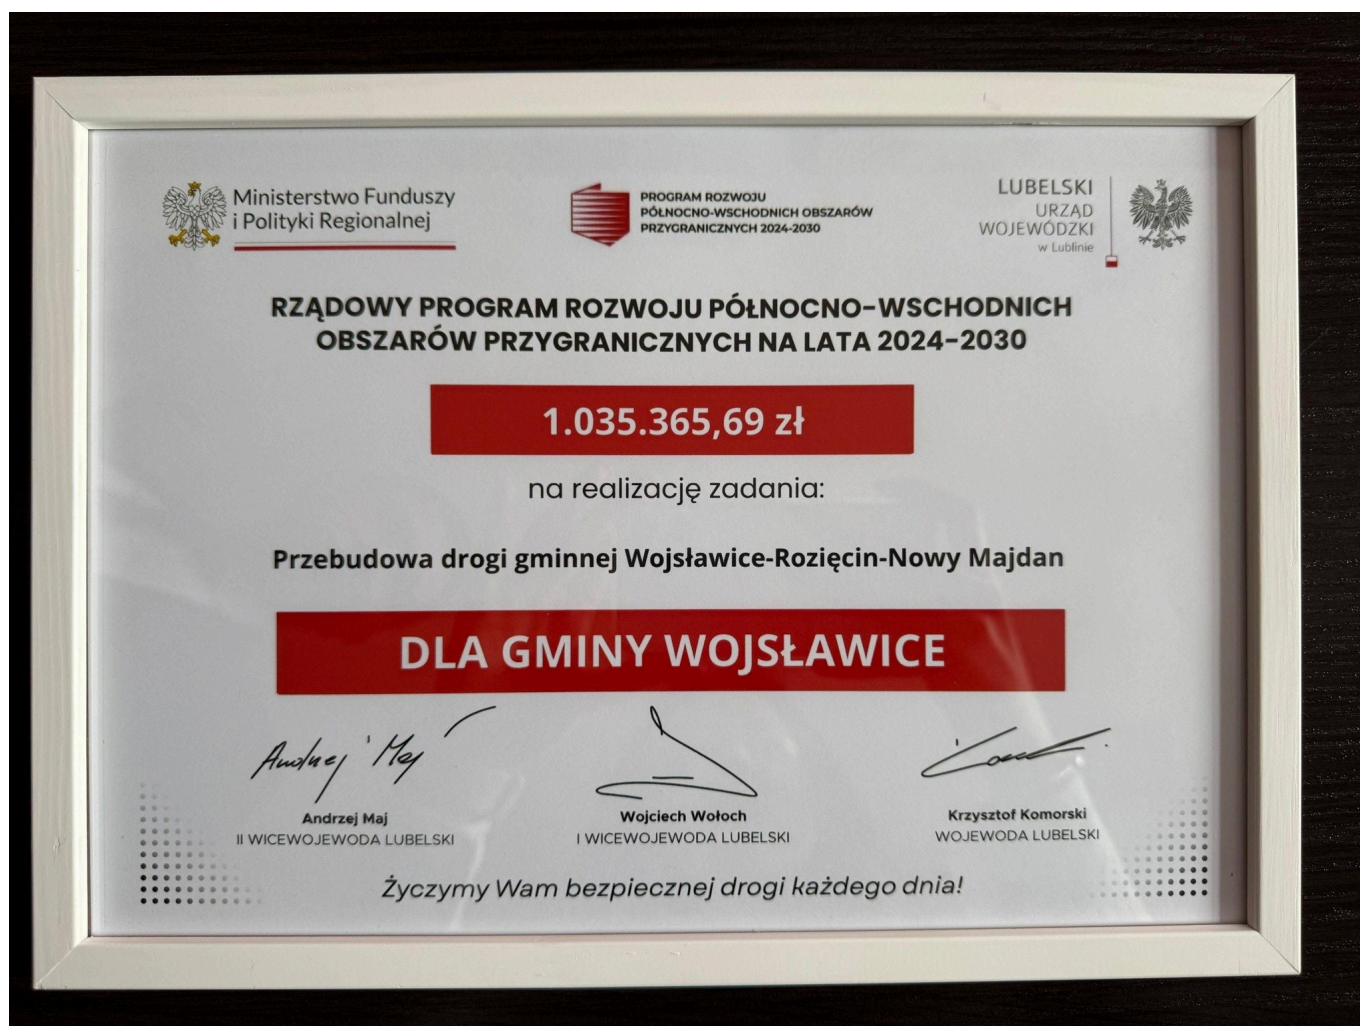 Ministerstwo Funduszy
i Polityki Regionalnej
PROGRAM ROZWOJU
PÓŁNOCNO-WSCHODNICH OBSZARÓW
PRZYGRANICZNYCH 2024-2030
LUBELSKI
URZĄD
WOJEWÓDZKI
w Lublinie
RZĄDOWY PROGRAM ROZWOJU PÓŁNOCNO-WSCHODNICH
OBSZARÓW PRZYGRANICZNYCH NA LATA 2024-2030
1.035.365,69 zł
na realizację zadania:
Przebudowa drogi gminnej Wojsławice-Rozięcin-Nowy Majdan
DLA GMINY WOJSŁAWICE
Andrzej Maj
Andrzej Maj
II WICEWOJEWODA LUBELSKI
Wojciech Wołoch
I WICEWOJEWODA LUBELSKI
Krzysztof Komorski
WOJEWODA LUBELSKI
Życzymy Wam bezpiecznej drogi każdego dnia!